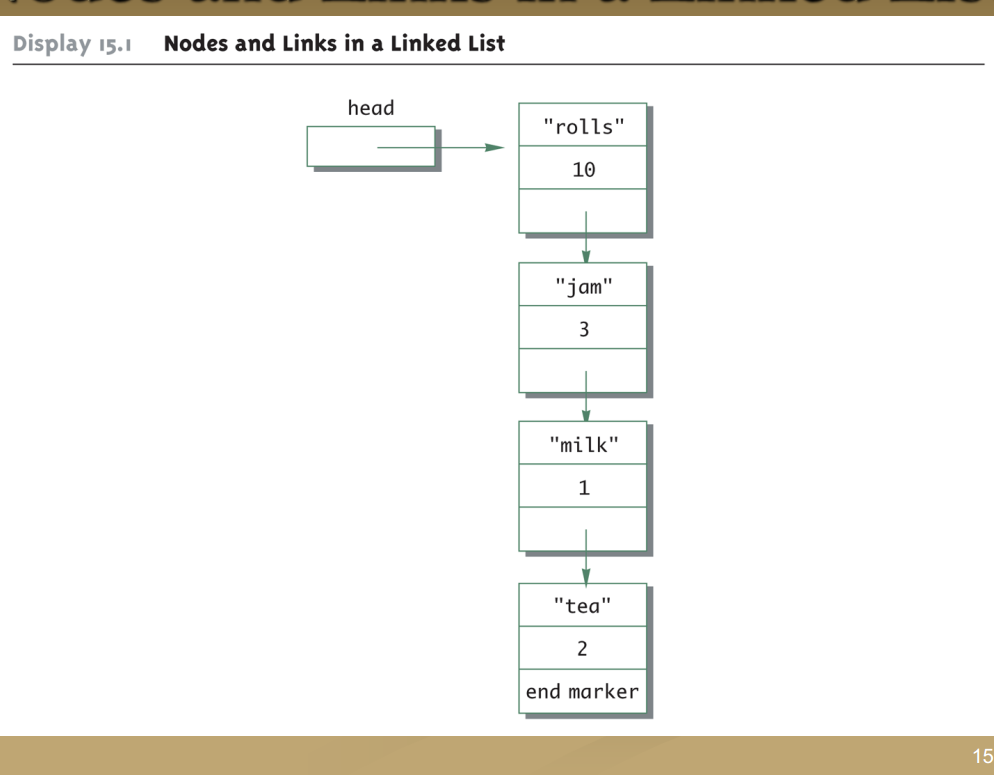 Display 15.1 Nodes and Links in a Linked List
head
"rolls"
10
"jam"
3
"milk"
1
"tea"
2
end marker
15